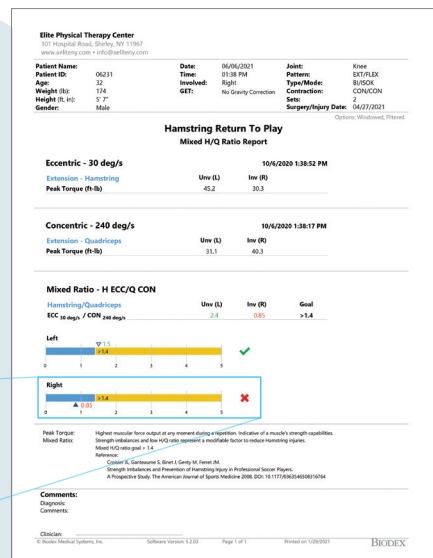 Elite Physical Therapy Center
101 Hospital Road, Shirley, NY 11967
www.aeliteny.com • info@aeliteny.com
Patient Name: Date: 06/06/2021 Joint: Knee
Patient ID: 06231 Time: 01:38 PM Pattern: EXT/FLEX
Age: 32 Involved: Right Type/Mode: BI/ISOK
Weight (lb): 174 GET: No Gravity Correction Contraction: CON/CON
Height (ft, in): 5' 7" Sets: 2
Gender: Male Surgery/Injury Date: 04/27/2021
Options: Windowed, Filtered
Hamstring Return To Play
Mixed H/Q Ratio Report
Eccentric - 30 deg/s 10/6/2020 1:38:52 PM
Extension - Hamstring Unv (L) Inv (R)
Peak Torque (ft-lb) 45.2 30.3
Concentric - 240 deg/s 10/6/2020 1:38:17 PM
Extension - Quadriceps Unv (L) Inv (R)
Peak Torque (ft-lb) 31.1 40.3
Mixed Ratio - H ECC/Q CON
Hamstring/Quadriceps Unv (L) Inv (R) Goal
ECC 30 deg/s / CON 240 deg/s 2.4 0.85 >1.4
Left
1.5
>1.4
0 1 2 3 4 5
Right
>1.4
0.85
0 1 2 3 4 5
Peak Torque: Highest muscular force output at any moment during a repetition. Indicative of a muscle's strength capabilities.
Mixed Ratio: Strength imbalances and low H/Q ratio represent a modifiable factor to reduce Hamstring injuries.
Mixed H/Q ratio goal > 1.4
Reference:
Croisier JL, Ganteaume S, Binet J, Genty M, Ferret JM.
Strength Imbalances and Prevention of Hamstring Injury in Professional Soccer Players.
A Prospective Study. The American Journal of Sports Medicine 2008. DOI: 10.1177/0363546508316764
Comments:
Diagnosis:
Comments:
Clinician:
© Biodex Medical Systems, Inc. Software Version: 5.2.03 Page 1 of 1 Printed on 1/29/2021 BIODEX